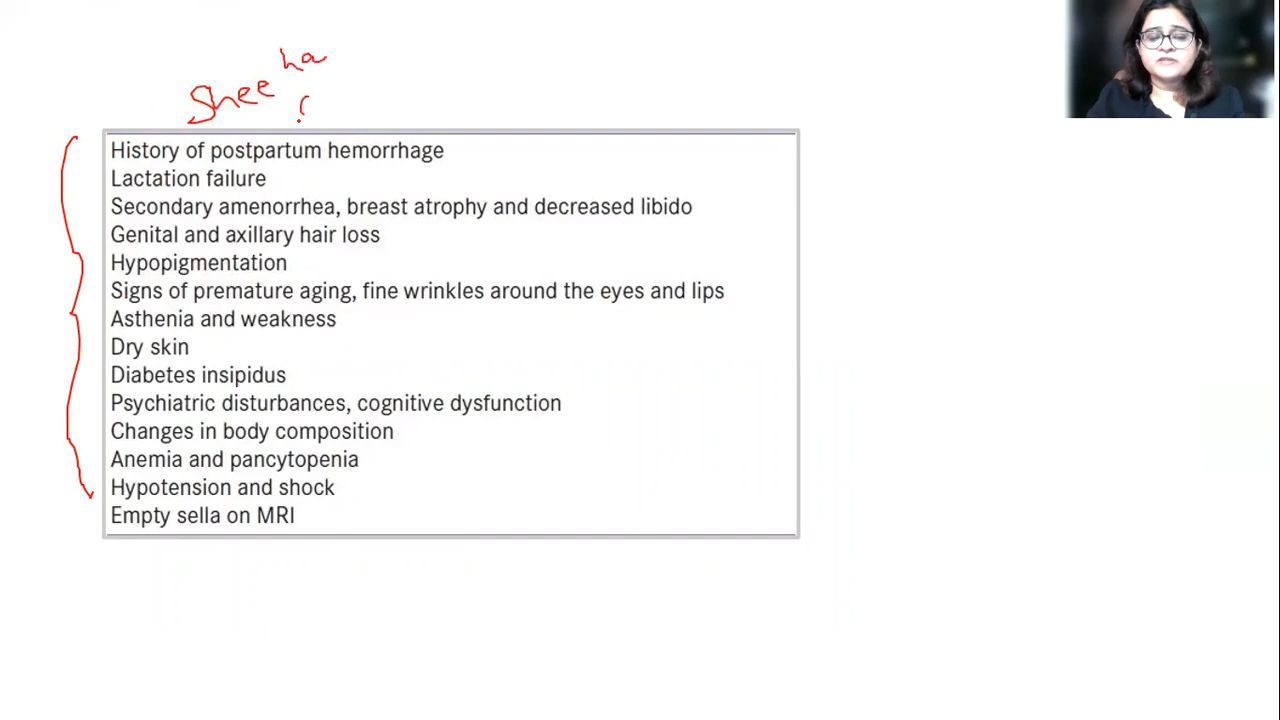 Shee ha
History of postpartum hemorrhage
Lactation failure
Secondary amenorrhea, breast atrophy and decreased libido
Genital and axillary hair loss
Hypopigmentation
Signs of premature aging, fine wrinkles around the eyes and lips
Asthenia and weakness
Dry skin
Diabetes insipidus
Psychiatric disturbances, cognitive dysfunction
Changes in body composition
Anemia and pancytopenia
Hypotension and shock
Empty sella on MRI